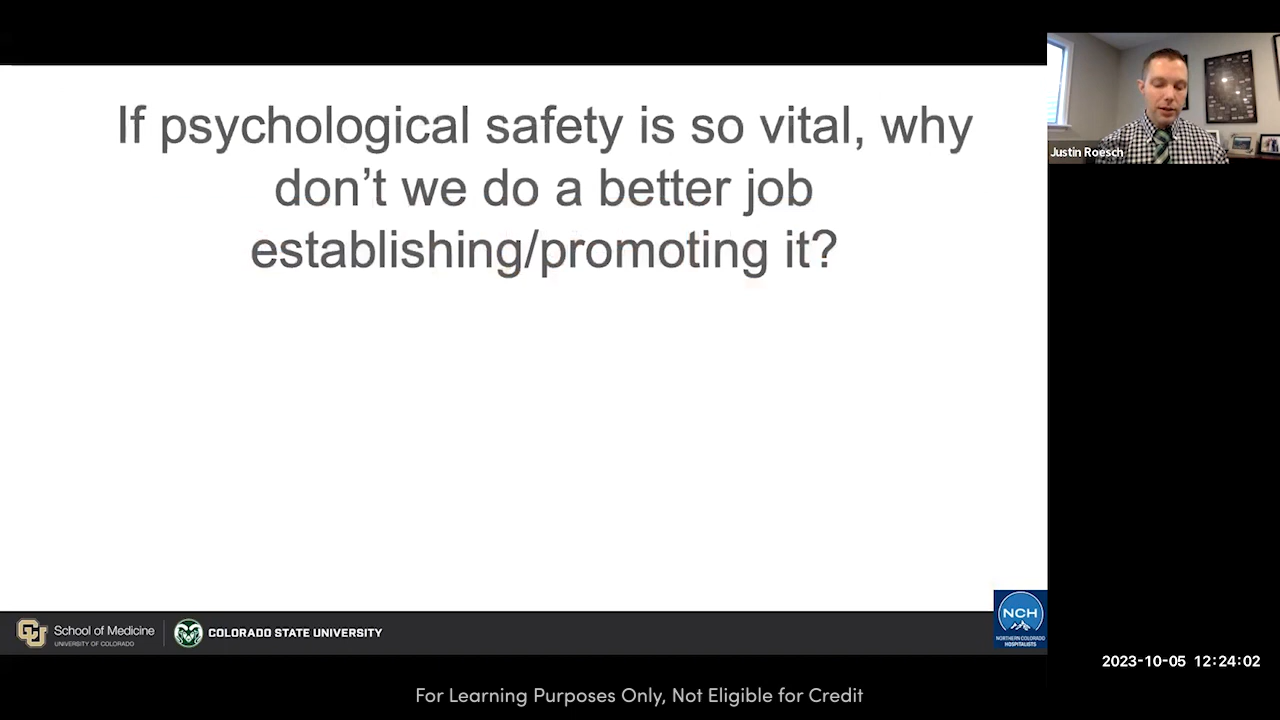 If psychological safety is so vital, why
don't we do a better job
establishing/promoting it?
Justin Roesch
School of Medicine
UNIVERSITY OF COLORADO
COLORADO STATE UNIVERSITY
NCH
NORTHERN COLORADO
HOSPITALISTS
2023-10-05 12:24:02
For Learning Purposes Only, Not Eligible for Credit